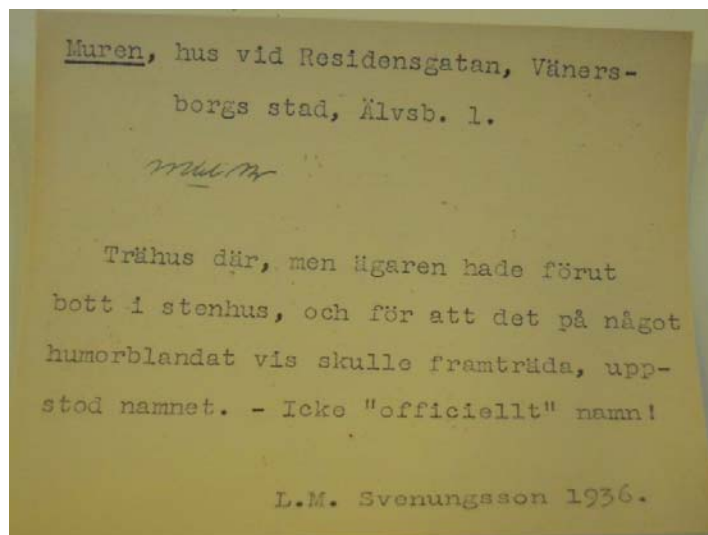 Muren, hus vid Residensgatan, Väners-
borgs stad, Älvsb. l.
Trähus där, men ägaren hade förut
bott i stenhus, och för att det på något
humorblandat vis skulle framträda, upp-
stod namnet. - Icke "officiellt" namn!
L.M. Svenungsson 1936.